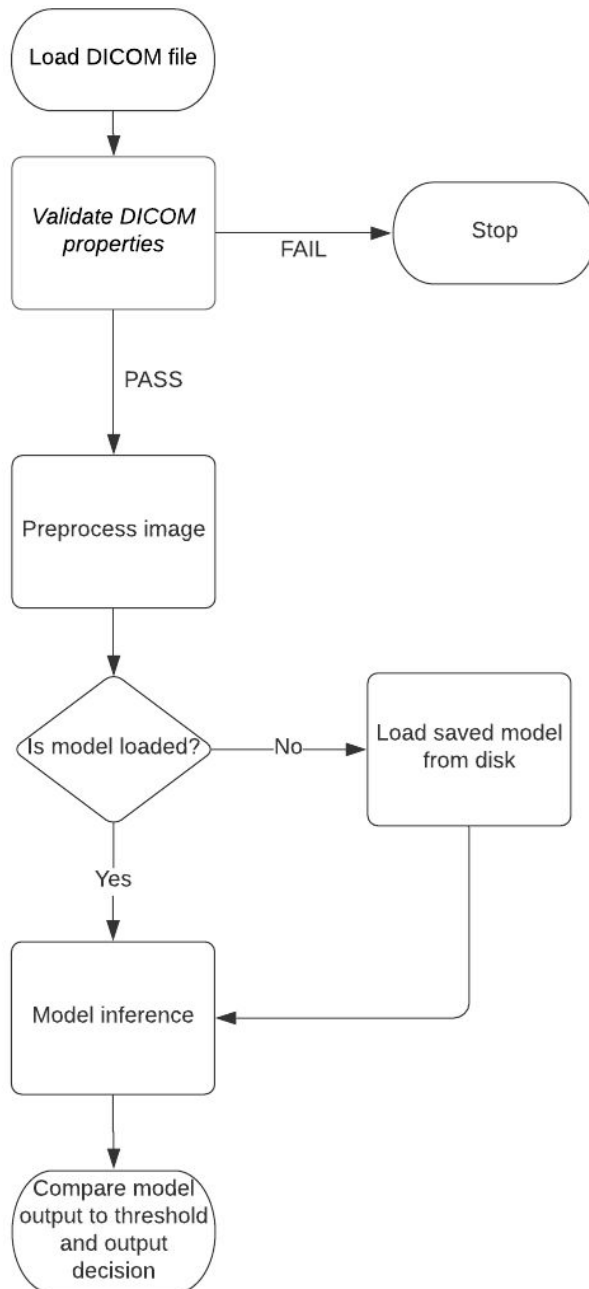 Load DICOM file
Validate DICOM
properties
FAIL
Stop
PASS
Preprocess image
Is model loaded?
No
Load saved model
from disk
Yes
Model inference
Compare model
output to threshold
and output
decision